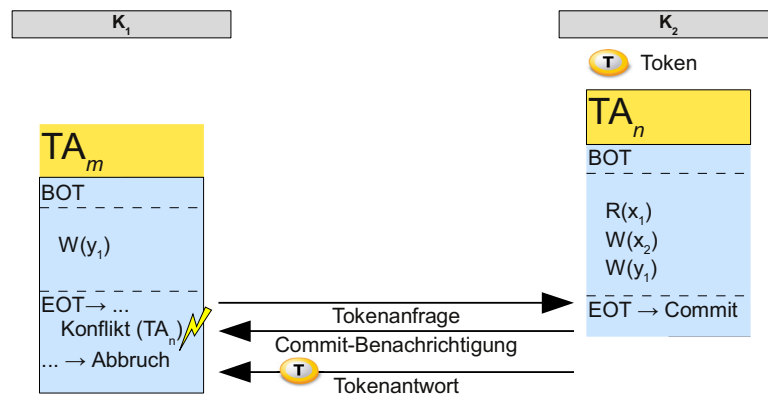 K₁
K₂
T Token
TAₘ
BOT
W(y₁)
EOT→ ...
Konflikt (TAₙ)
... → Abbruch
TAₙ
BOT
R(x₁)
W(x₂)
W(y₁)
EOT → Commit
Tokenanfrage
Commit-Benachrichtigung
T
Tokenantwort